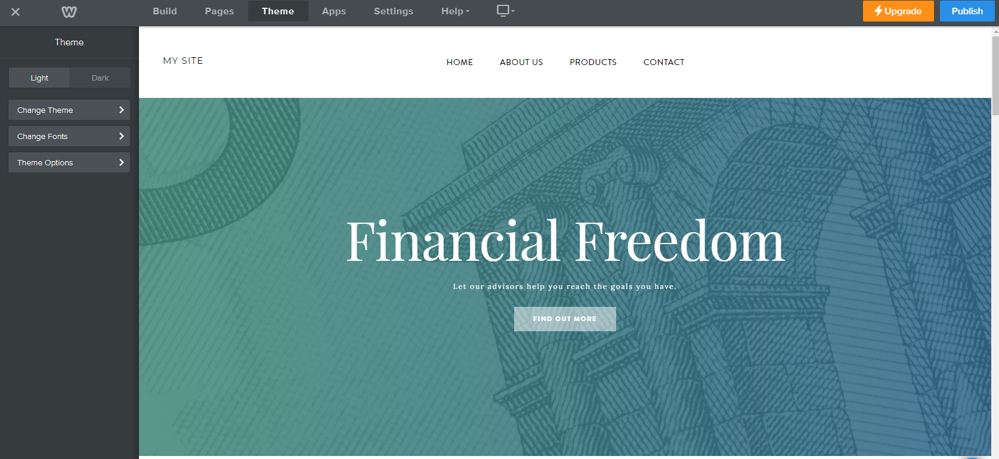 Build Pages Theme Apps Settings Help Upgrade Publish
Theme
Light Dark
Change Theme
Change Fonts
Theme Options
MY SITE
HOME ABOUT US PRODUCTS CONTACT
Financial Freedom
Let our advisors help you reach the goals you have.
FIND OUT MORE